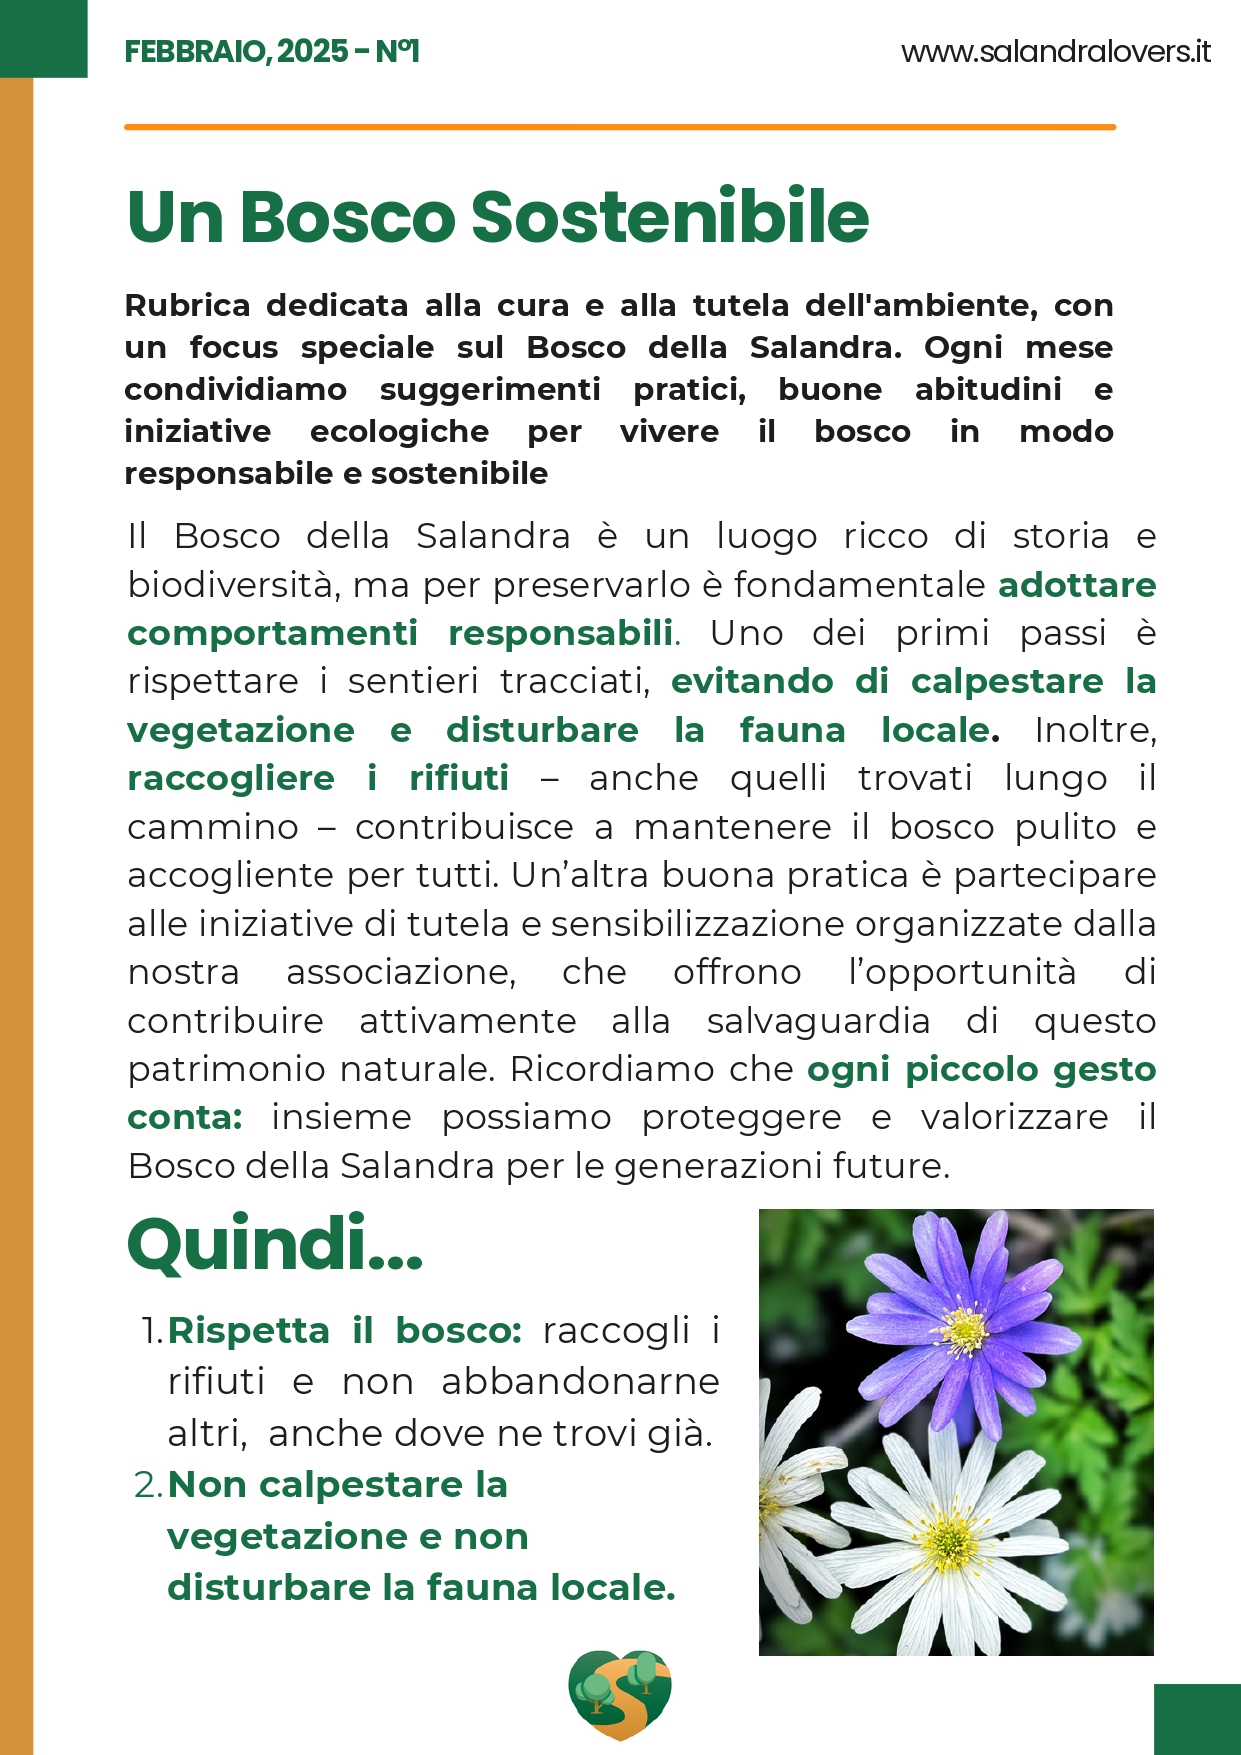 FEBBRAIO, 2025 – N°1
www.salandralovers.it
Un Bosco Sostenibile
Rubrica dedicata alla cura e alla tutela dell'ambiente, con
un focus speciale sul Bosco della Salandra. Ogni mese
condividiamo suggerimenti pratici, buone abitudini e
iniziative ecologiche per vivere il bosco in modo
responsabile e sostenibile
Il Bosco della Salandra è un luogo ricco di storia e
biodiversità, ma per preservarlo è fondamentale adottare
comportamenti responsabili. Uno dei primi passi è
rispettare i sentieri tracciati, evitando di calpestare la
vegetazione e disturbare la fauna locale. Inoltre,
raccogliere i rifiuti – anche quelli trovati lungo il
cammino – contribuisce a mantenere il bosco pulito e
accogliente per tutti. Un’altra buona pratica è partecipare
alle iniziative di tutela e sensibilizzazione organizzate dalla
nostra associazione, che offrono l’opportunità di
contribuire attivamente alla salvaguardia di questo
patrimonio naturale. Ricordiamo che ogni piccolo gesto
conta: insieme possiamo proteggere e valorizzare il
Bosco della Salandra per le generazioni future.
Quindi...
1. Rispetta il bosco: raccogli i
rifiuti e non abbandonarne
altri, anche dove ne trovi già.
2. Non calpestare la
vegetazione e non
disturbare la fauna locale.